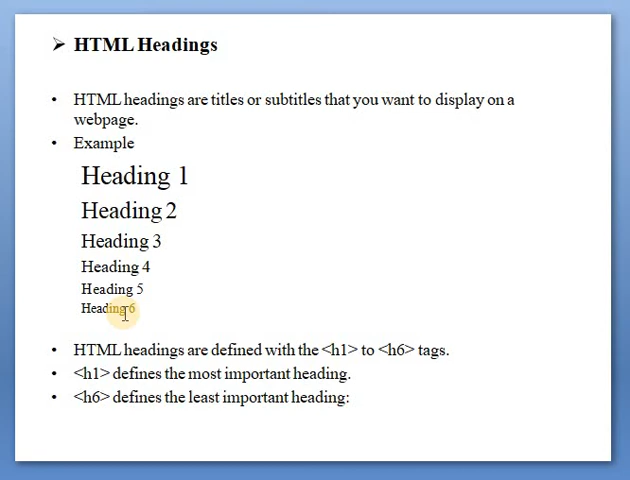 ➢ HTML Headings
• HTML headings are titles or subtitles that you want to display on a
webpage.
• Example
Heading 1
Heading 2
Heading 3
Heading 4
Heading 5
Heading 6
• HTML headings are defined with the <h1> to <h6> tags.
• <h1> defines the most important heading.
• <h6> defines the least important heading: